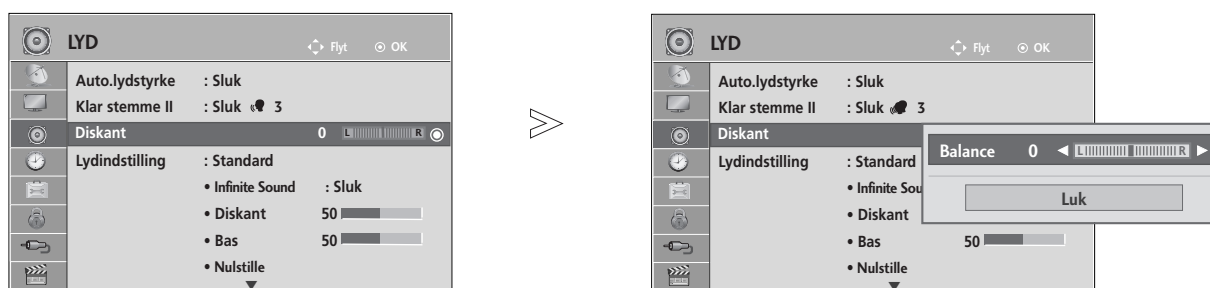 LYD
Flyt OK
Auto.lydstyrke : Sluk
Klar stemme II : Sluk 3
Diskant 0 L R
Lydindstilling : Standard
• Infinite Sound : Sluk
• Diskant 50
• Bas 50
• Nulstille
LYD
Flyt OK
Auto.lydstyrke : Sluk
Klar stemme II : Sluk 3
Diskant
Balance 0 L R
Lydindstilling : Standard
• Infinite Sou
Luk
• Diskant
• Bas 50
• Nulstille